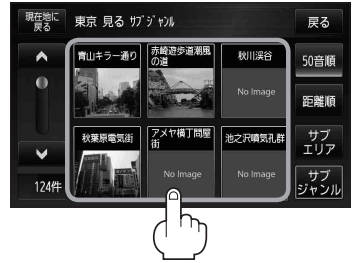 現在地に
戻る
東京 見る ｻﾌﾞｼﾞｬﾝﾙ
戻る
青山キラー通り
赤崎遊歩道潮風
の道
秋川渓谷
No Image
50音順
距離順
秋葉原電気街
アメヤ横丁問屋
街
No Image
池之沢噴気孔群
No Image
サブ
エリア
サブ
ジャンル
124件